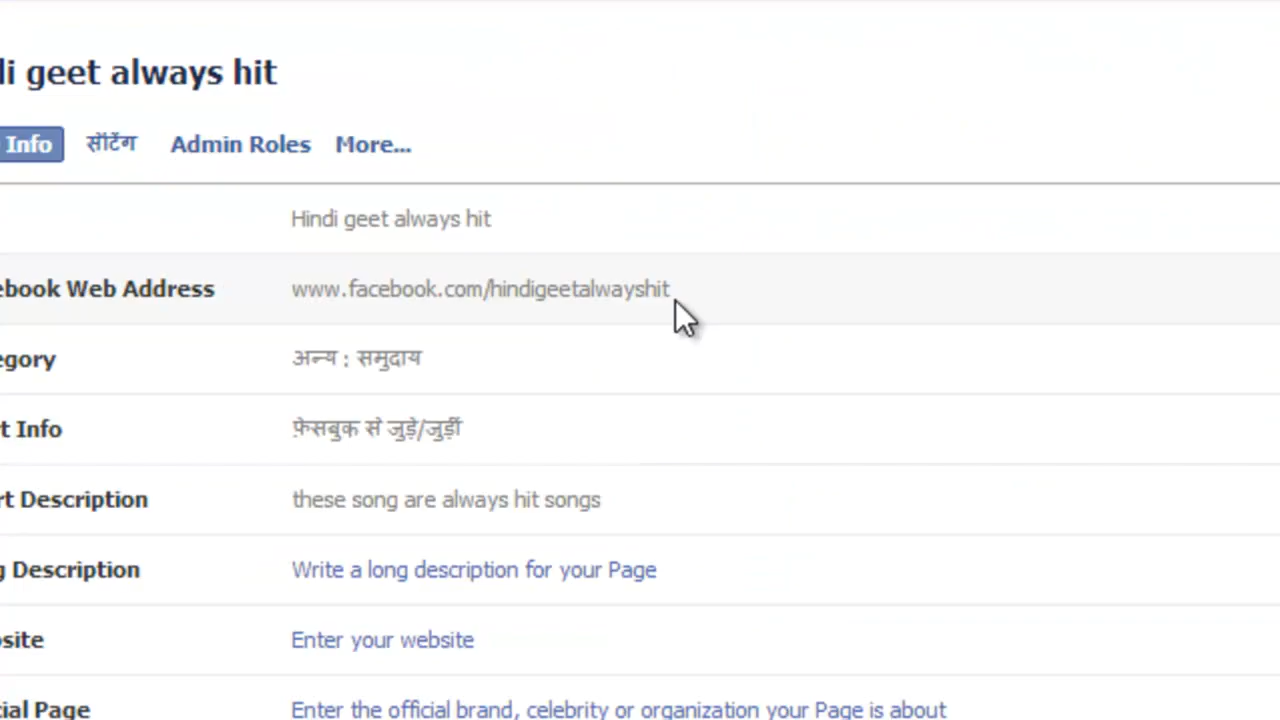 li geet always hit
Info सेटिंग Admin Roles More...
Hindi geet always hit
ebook Web Address www.facebook.com/hindigeetalwayshit
egory अन्य : समुदाय
t Info फ़ेसबुक से जुड़े/जुड़ीं
rt Description these song are always hit songs
g Description Write a long description for your Page
site Enter your website
cial Page Enter the official brand, celebrity or organization your Page is about